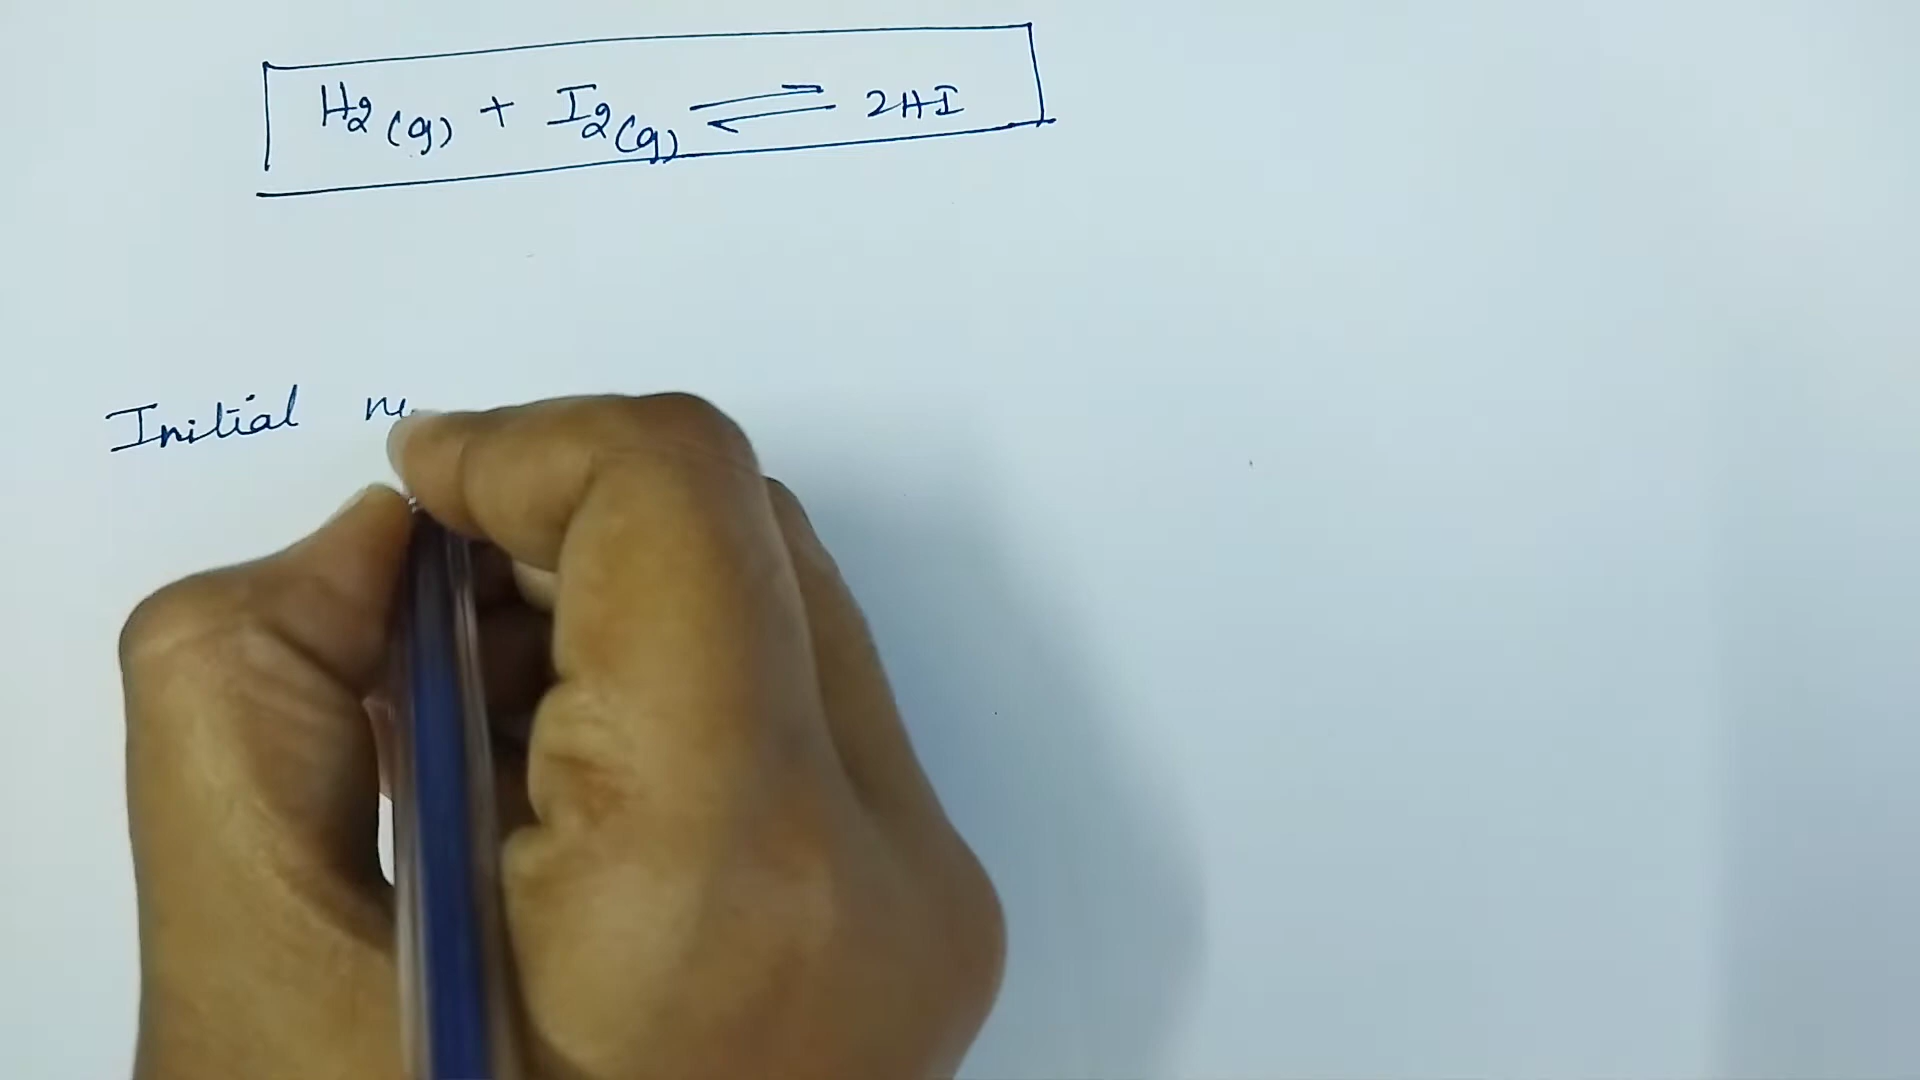 H₂(g) + I₂(g) ⇌ 2HI
Initial